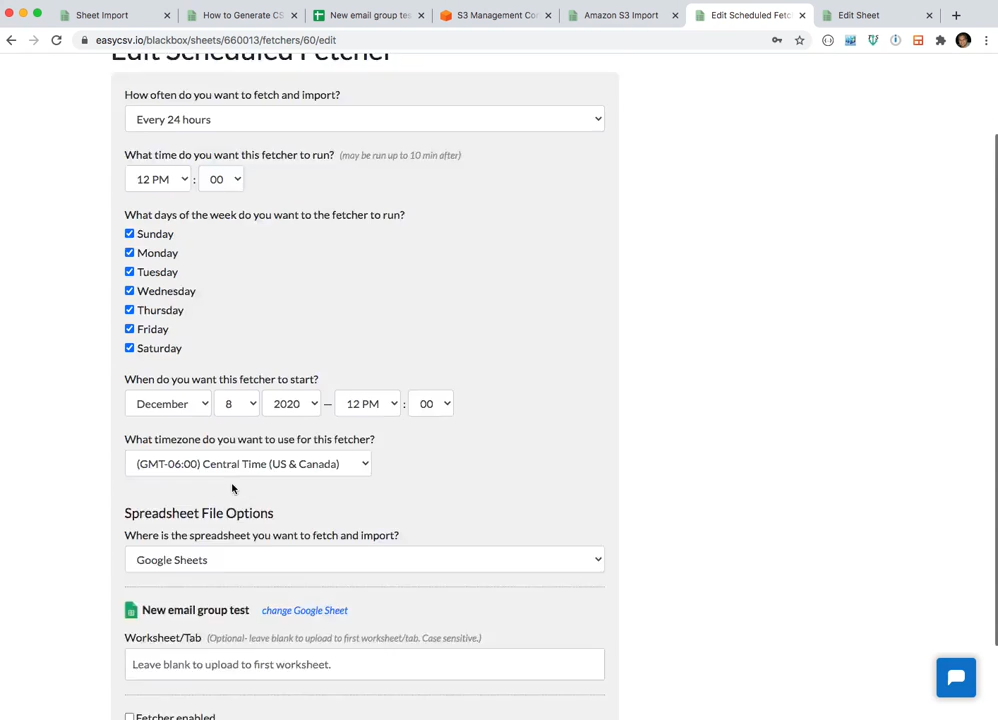 Sheet Import
How to Generate CS
New email group tes
S3 Management Con
Amazon S3 Import
Edit Scheduled Fetch
Edit Sheet
easycsv.io/blackbox/sheets/660013/fetchers/60/edit
Edit Scheduled Fetcher
How often do you want to fetch and import?
Every 24 hours
What time do you want this fetcher to run? (may be run up to 10 min after)
12 PM : 00
What days of the week do you want to the fetcher to run?
Sunday
Monday
Tuesday
Wednesday
Thursday
Friday
Saturday
When do you want this fetcher to start?
December 8 2020 — 12 PM : 00
What timezone do you want to use for this fetcher?
(GMT-06:00) Central Time (US & Canada)
Spreadsheet File Options
Where is the spreadsheet you want to fetch and import?
Google Sheets
New email group test change Google Sheet
Worksheet/Tab (Optional- leave blank to upload to first worksheet/tab. Case sensitive.)
Leave blank to upload to first worksheet.
Fetcher enabled